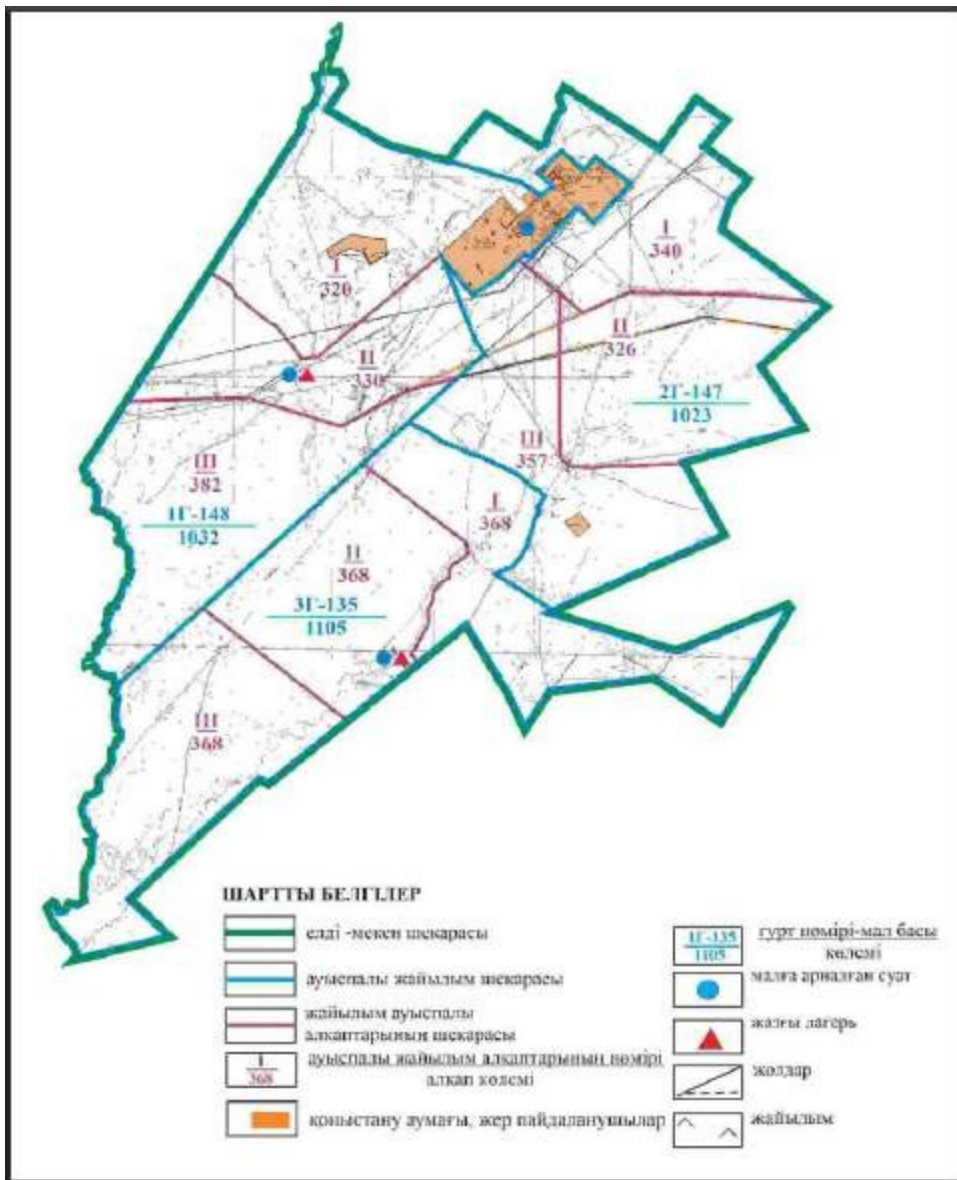 I
320
I
340
II
326
II
330
2Г-147
1023
III
357
III
382
I
368
1Г-148
1032
II
368
3Г-135
1105
III
368
ШАРТТЫ БЕЛГІЛЕР
елді -мекен шекарасы
ауыспалы жайылым шекарасы
жайылым ауыспалы
алқаптарының шекарасы
I
368
ауыспалы жайылым алқаптарының нөмірі
алқап көлемі
қоныстану аумағы, жер пайдаланушылар
1Г-135
1105
гурт нөмірі-мал басы
көлемі
малға арналған суат
жазғы лагерь
жолдар
жайылым